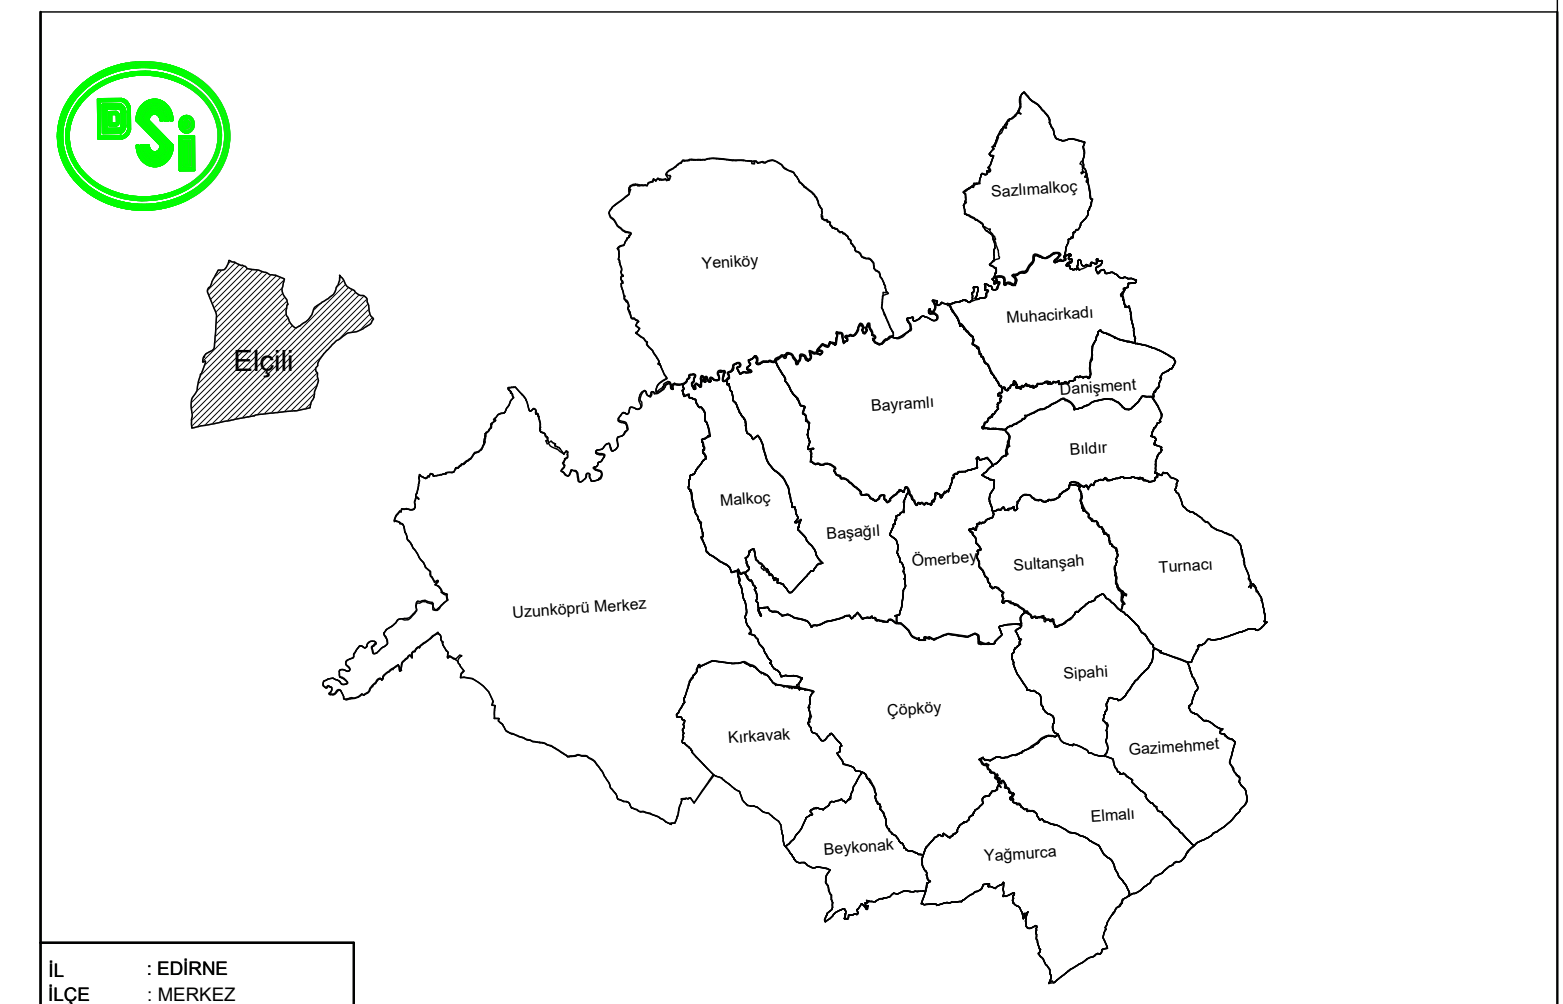 DSi
Sazlımalkoç
Yeniköy
Muhacirkadı
Elçili
Danişment
Bayramlı
Bıldır
Malkoç
Başağıl
Ömerbey
Sultanşah
Turnacı
Uzunköprü Merkez
Sipahi
Çöpköy
Kırkavak
Gazimehmet
Elmalı
Beykonak
Yağmurca
İL : EDİRNE
İLÇE : MERKEZ